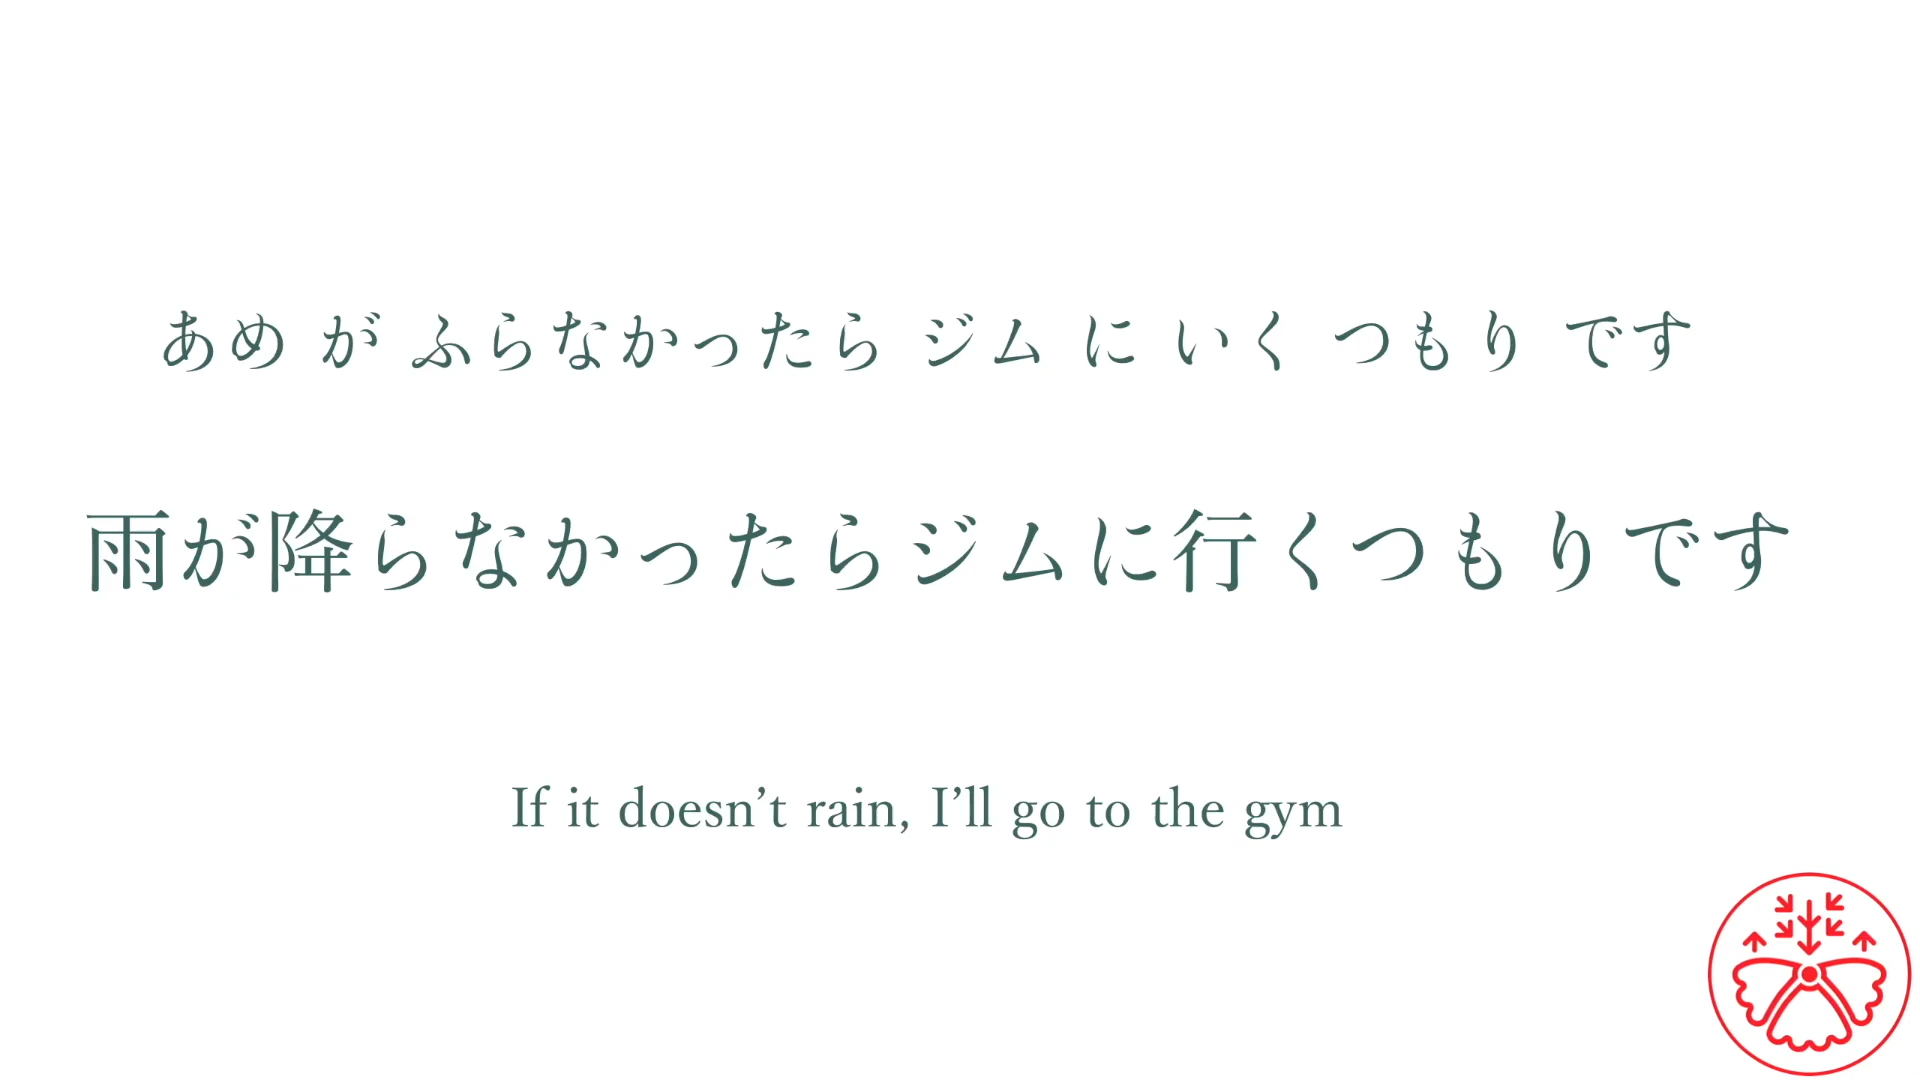 あめ が ふらなかったら ジム に いく つもり です
雨が降らなかったらジムに行くつもりです
If it doesn’t rain, I’ll go to the gym